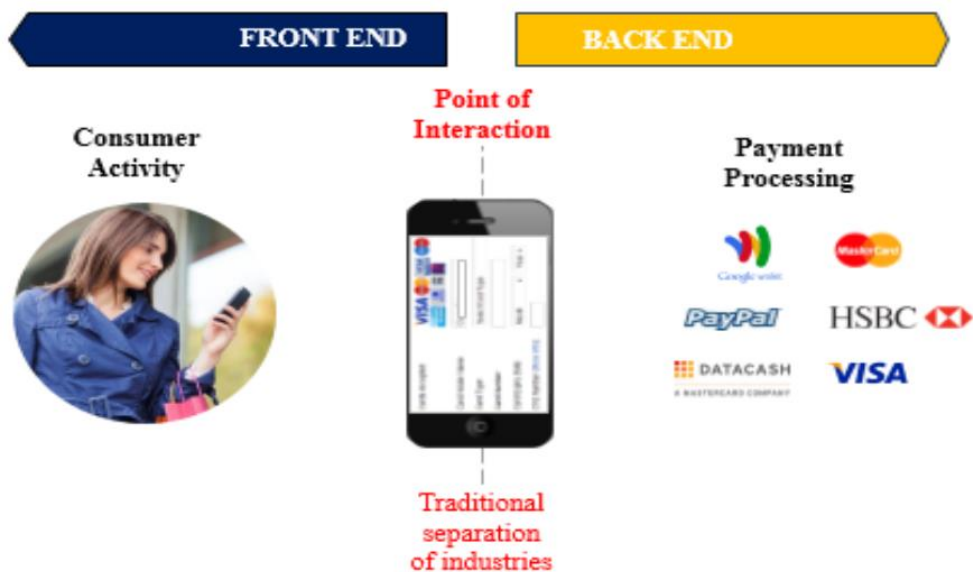 FRONT END
BACK END
Point of
Interaction
Consumer
Activity
Payment
Processing
VISA
Google wallet
MasterCard
PayPal
HSBC
DATACASH
A MASTERCARD COMPANY
VISA
Traditional
separation
of industries